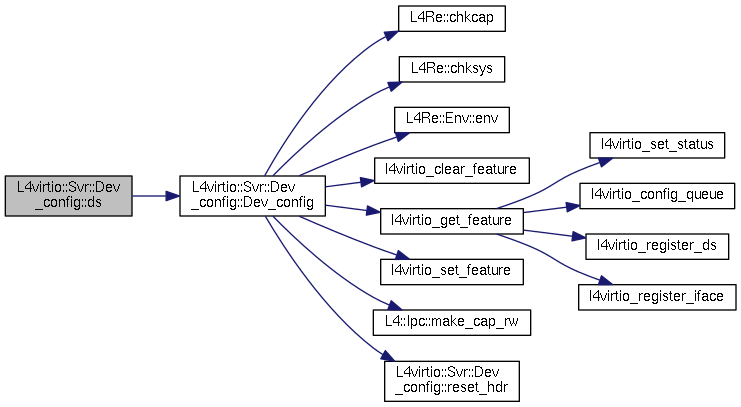 L4virtio::Svr::Dev
_config::ds
L4virtio::Svr::Dev
_config::Dev_config
L4Re::chkcap
L4Re::chksys
L4Re::Env::env
l4virtio_clear_feature
l4virtio_get_feature
l4virtio_set_feature
L4::Ipc::make_cap_rw
L4virtio::Svr::Dev
_config::reset_hdr
l4virtio_set_status
l4virtio_config_queue
l4virtio_register_ds
l4virtio_register_iface